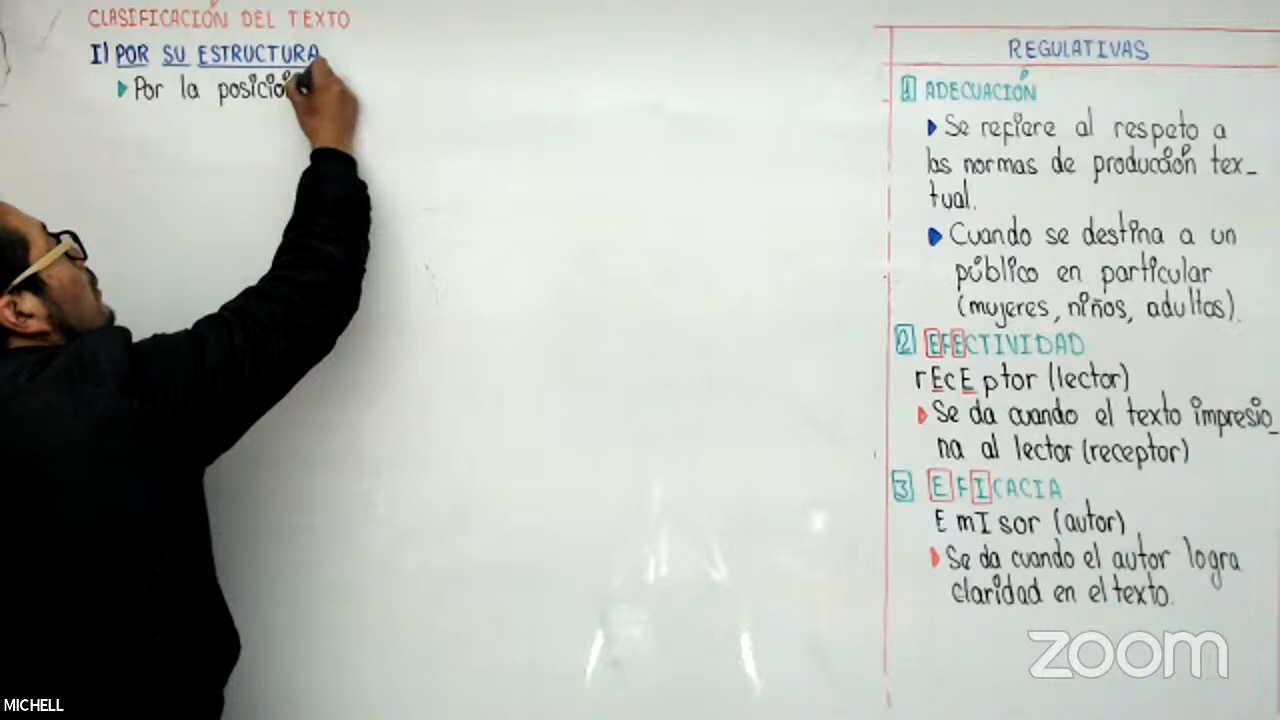 CLASIFICACIÓN DEL TEXTO
I) POR SU ESTRUCTURA
Por la posició
REGULATIVAS
1 ADECUACIÓN
Se refiere al respeto a
las normas de producción tex_
tual.
Cuando se destina a un
público en particular
(mujeres, niños, adultos).
2 EFECTIVIDAD
rEcEptor (lector)
Se da cuando el texto impresio_
na al lector (receptor)
3 EFICACIA
EmIsor (autor)
Se da cuando el autor logra
claridad en el texto.
zoom
MICHELL